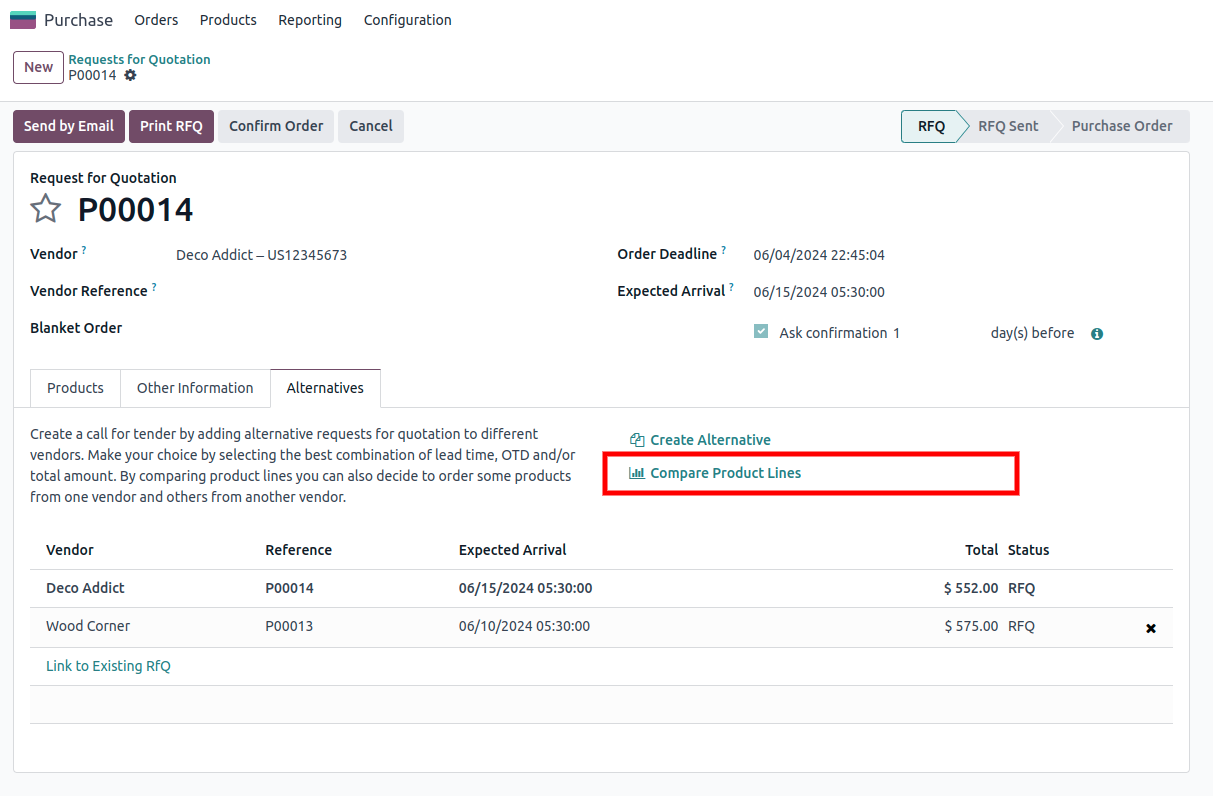 Purchase Orders Products Reporting Configuration
New
Requests for Quotation
P00014
Send by Email Print RFQ Confirm Order Cancel RFQ RFQ Sent Purchase Order
Request for Quotation
P00014
Vendor ? Deco Addict – US12345673
Vendor Reference ?
Blanket Order
Order Deadline ? 06/04/2024 22:45:04
Expected Arrival ? 06/15/2024 05:30:00
Ask confirmation 1 day(s) before
Products Other Information Alternatives
Create a call for tender by adding alternative requests for quotation to different
vendors. Make your choice by selecting the best combination of lead time, OTD and/or
total amount. By comparing product lines you can also decide to order some products
from one vendor and others from another vendor.
Create Alternative
Compare Product Lines
Vendor Reference Expected Arrival Total Status
Deco Addict P00014 06/15/2024 05:30:00 $ 552.00 RFQ
Wood Corner P00013 06/10/2024 05:30:00 $ 575.00 RFQ
Link to Existing RfQ